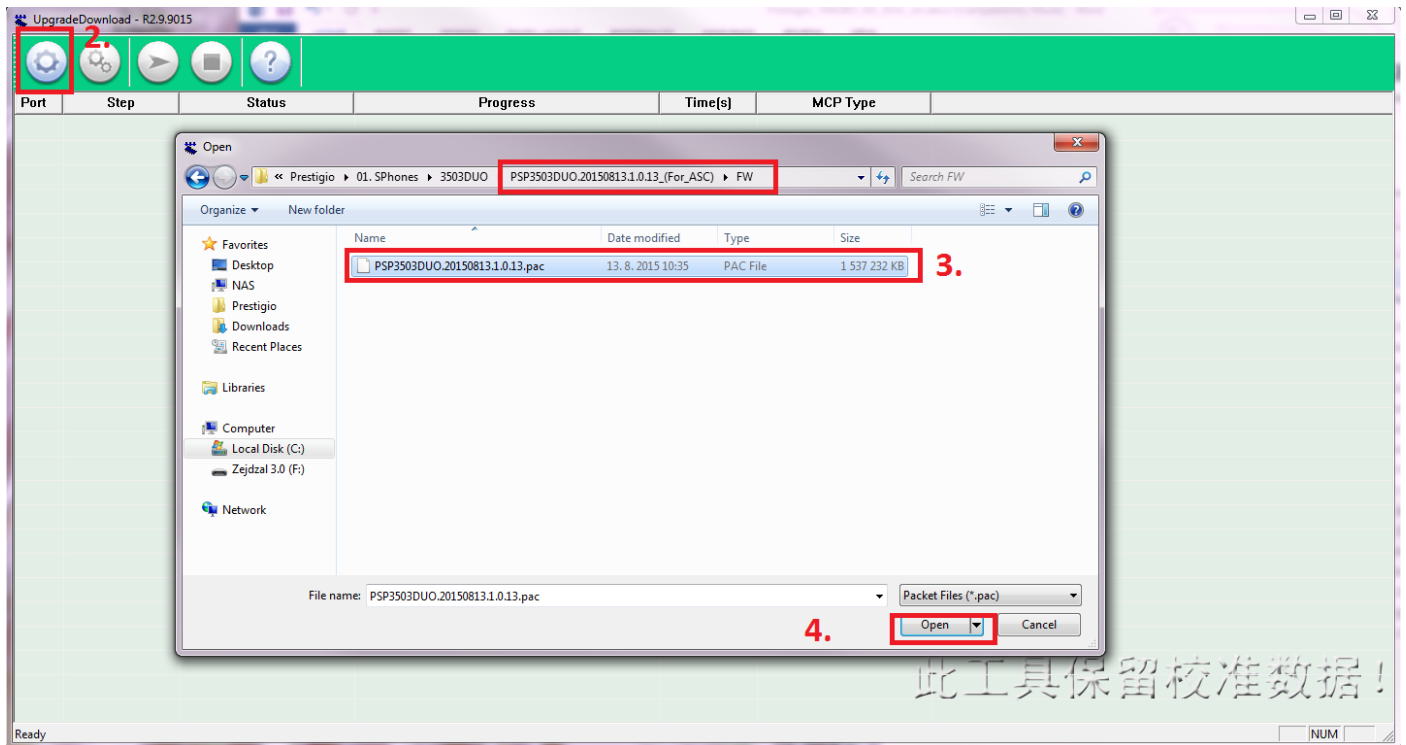 UpgradeDownload - R2.9.9015
2.
?
Port Step Status Progress Time(s) MCP Type
Open
« Prestigio 01. SPhones 3503DUO PSP3503DUO.20150813.1.0.13_(For_ASC) FW Search FW
Organize New folder
Name Date modified Type Size
Favorites
Desktop
NAS
Prestigio
Downloads
Recent Places
Libraries
Computer
Local Disk (C:)
Zejdzal 3.0 (F:)
Network
PSP3503DUO.20150813.1.0.13.pac 13. 8. 2015 10:35 PAC File 1 537 232 KB 3.
File name: PSP3503DUO.20150813.1.0.13.pac Packet Files (*.pac)
4. Open Cancel
此工具保留校准数据！
Ready NUM